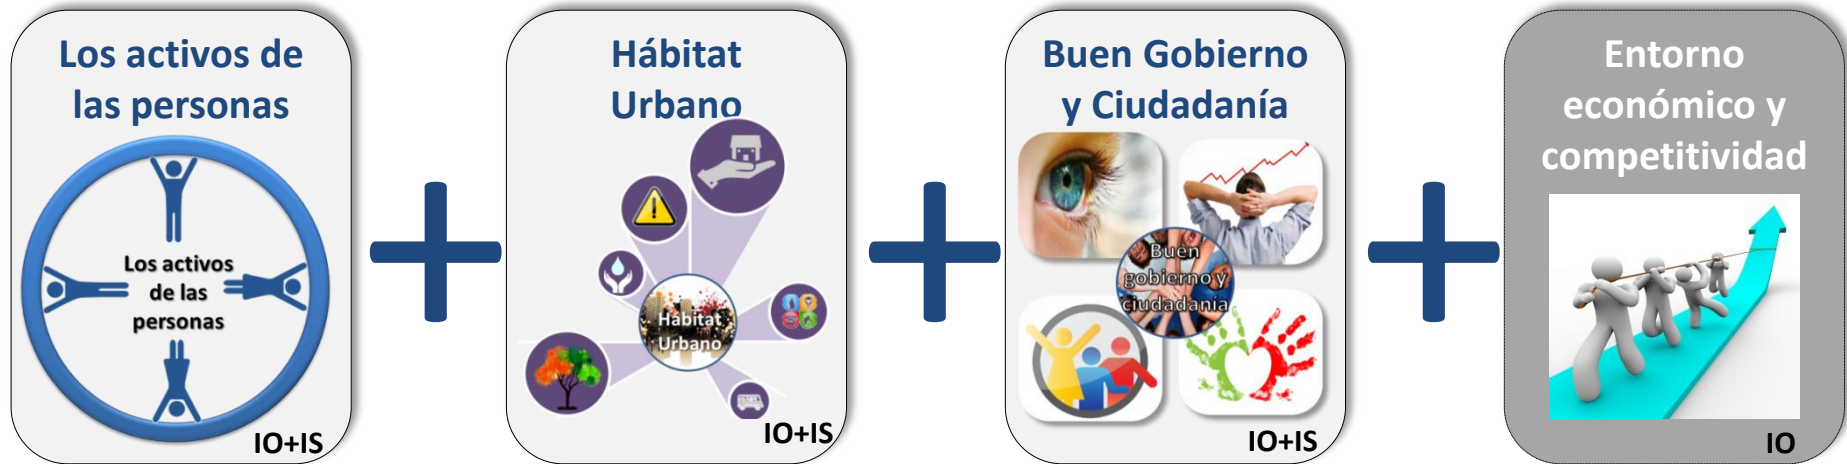 Los activos de
las personas
Los activos
de las
personas
IO+IS
Hábitat
Urbano
Hábitat
Urbano
IO+IS
Buen Gobierno
y Ciudadanía
Buen
gobierno y
ciudadanía
IO+IS
Entorno
económico y
competitividad
IO